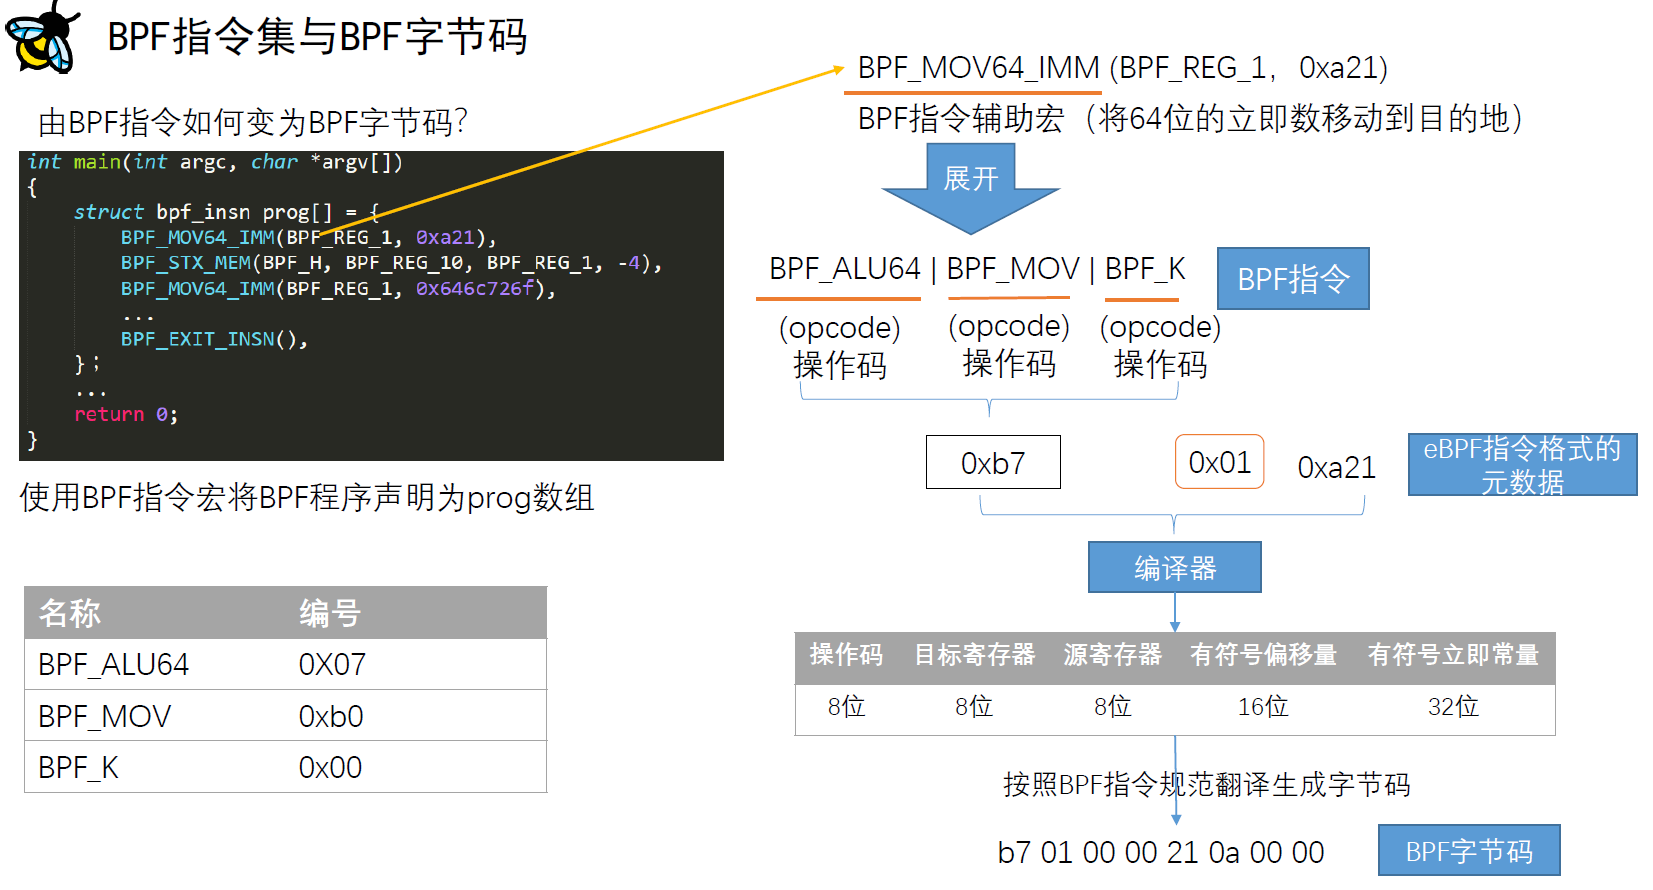 BPF指令集与BPF字节码
由BPF指令如何变为BPF字节码?
int main(int argc, char *argv[])
{
struct bpf_insn prog[] = {
BPF_MOV64_IMM(BPF_REG_1, 0xa21),
BPF_STX_MEM(BPF_H, BPF_REG_10, BPF_REG_1, -4),
BPF_MOV64_IMM(BPF_REG_1, 0x646c726f),
...
BPF_EXIT_INSN(),
};
...
return 0;
}
使用BPF指令宏将BPF程序声明为prog数组
名称 编号
BPF_ALU64 0X07
BPF_MOV 0xb0
BPF_K 0x00
BPF_MOV64_IMM (BPF_REG_1, 0xa21)
BPF指令辅助宏（将64位的立即数移动到目的地）
展开
BPF_ALU64 | BPF_MOV | BPF_K
BPF指令
(opcode) (opcode) (opcode)
操作码 操作码 操作码
0xb7 0x01 0xa21
eBPF指令格式的
元数据
编译器
操作码 目标寄存器 源寄存器 有符号偏移量 有符号立即常量
8位 8位 8位 16位 32位
按照BPF指令规范翻译生成字节码
b7 01 00 00 21 0a 00 00
BPF字节码